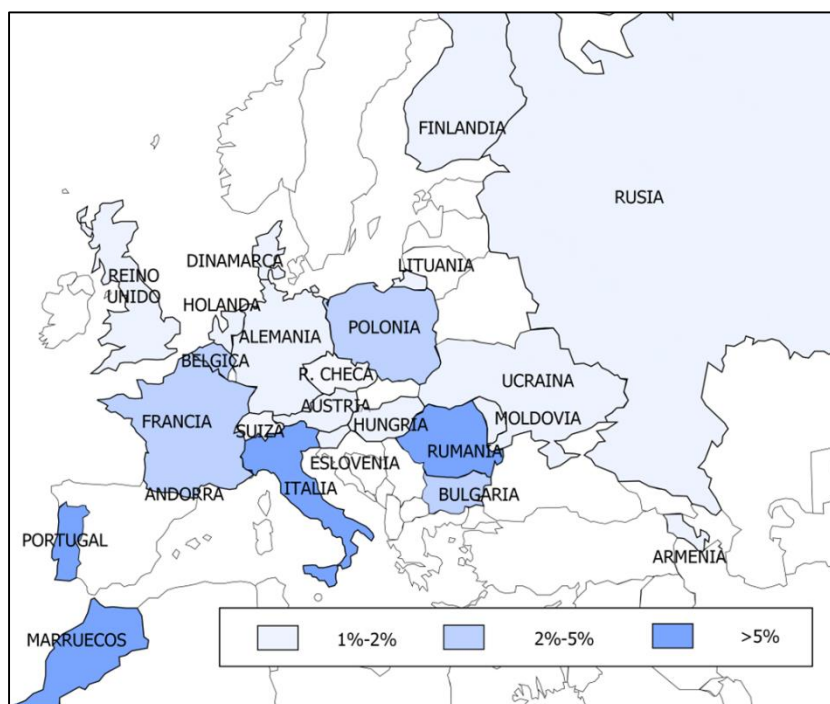 FINLANDIA
RUSIA
DINAMARCA
LITUANIA
REINO
UNIDO
HOLANDA
ALEMANIA
POLONIA
BELGICA
R. CHECA
UCRAINA
AUSTRIA
FRANCIA
HUNGRIA
MOLDOVIA
SUIZA
RUMANIA
ESLOVENIA
ANDORRA
ITALIA
BULGARIA
PORTUGAL
ARMENIA
MARRUECOS
1%-2%
2%-5%
>5%